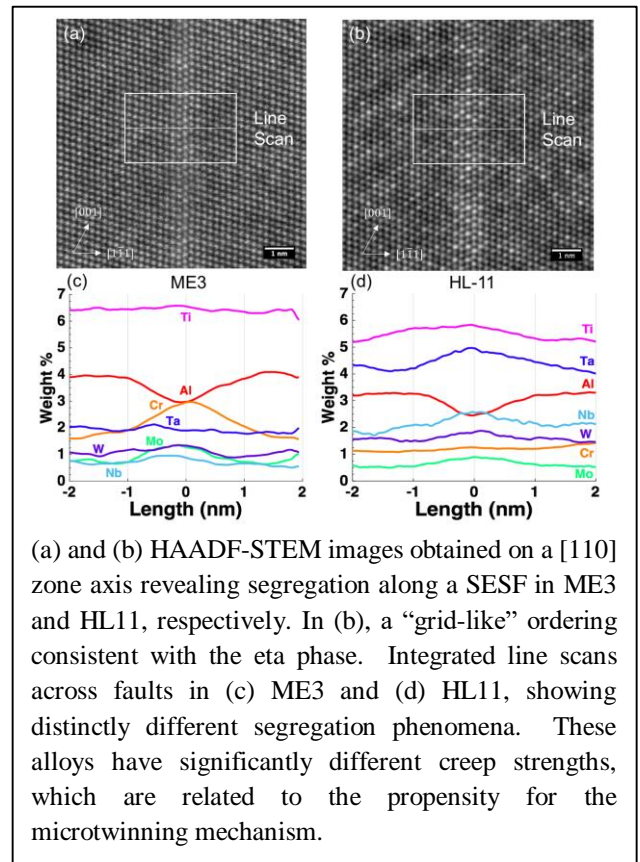 (a)
(b)
Line
Scan
Line
Scan
[001]
[11̄1]
1 nm
[001]
[11̄1]
1 nm
(c) ME3
(d) HL-11
7
6
5
4
3
2
1
0
Weight %
Ti
Al
Cr
Ta
Mo
W
Nb
-2 -1 0 1 2
Length (nm)
7
6
5
4
3
2
1
0
Weight %
Ti
Ta
Al
Nb
W
Cr
Mo
-2 -1 0 1 2
Length (nm)
(a) and (b) HAADF-STEM images obtained on a [110]
zone axis revealing segregation along a SESF in ME3
and HL11, respectively. In (b), a “grid-like” ordering
consistent with the eta phase. Integrated line scans
across faults in (c) ME3 and (d) HL11, showing
distinctly different segregation phenomena. These
alloys have significantly different creep strengths,
which are related to the propensity for the
microtwinning mechanism.